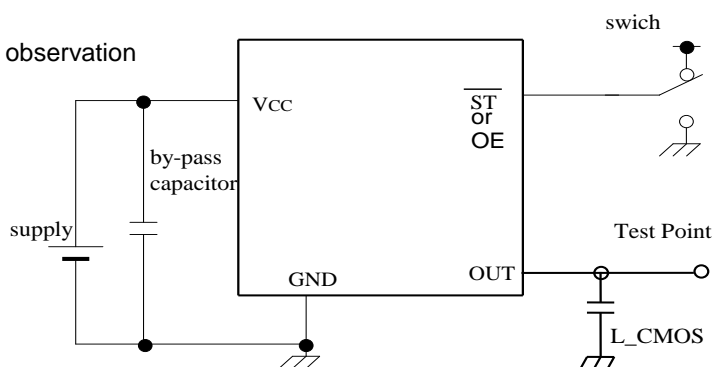 swich
observation
VCC
ST
or
OE
by-pass
capacitor
supply
Test Point
GND
OUT
L_CMOS